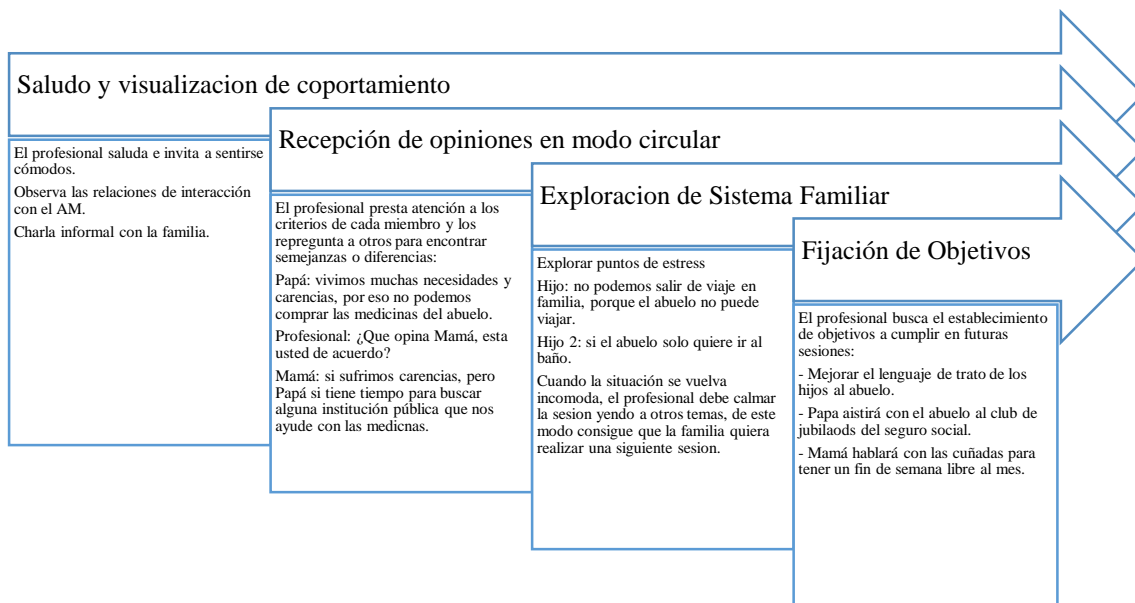 Saludo y visualizacion de coportamiento
El profesional saluda e invita a sentirse
cómodos.
Observa las relaciones de interacción
con el AM.
Charla informal con la familia.
Recepción de opiniones en modo circular
El profesional presta atención a los
criterios de cada miembro y los
repregunta a otros para encontrar
semejanzas o diferencias:
Papá: vivimos muchas necesidades y
carencias, por eso no podemos
comprar las medicinas del abuelo.
Profesional: ¿Que opina Mamá, esta
usted de acuerdo?
Mamá: si sufrimos carencias, pero
Papá si tiene tiempo para buscar
alguna institución pública que nos
ayude con las medicnas.
Exploracion de Sistema Familiar
Explorar puntos de estress
Hijo: no podemos salir de viaje en
familia, porque el abuelo no puede
viajar.
Hijo 2: si el abuelo solo quiere ir al
baño.
Cuando la situación se vuelva
incomoda, el profesional debe calmar
la sesion yendo a otros temas, de este
modo consigue que la familia quiera
realizar una siguiente sesion.
Fijación de Objetivos
El profesional busca el establecimiento
de objetivos a cumplir en futuras
sesiones:
- Mejorar el lenguaje de trato de los
hijos al abuelo.
- Papa aistirá con el abuelo al club de
jubilaods del seguro social.
- Mamá hablará con las cuñadas para
tener un fin de semana libre al mes.